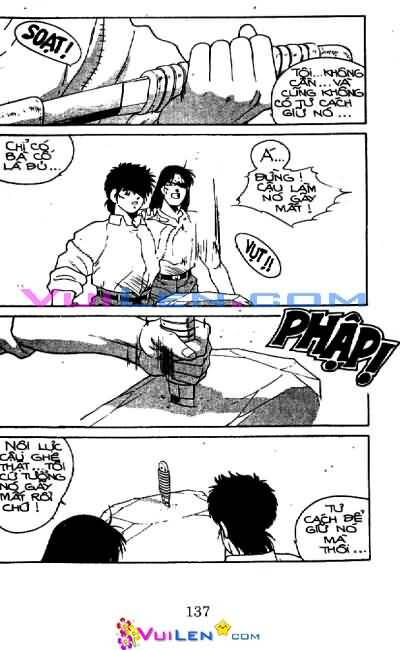 SOẠT!
TÔI...KHÔNG
CẦN...VÀ
CŨNG KHÔNG
CÓ TƯ CÁCH
GIỮ NÓ...
CHỈ CÓ
BA CÔ
LÀ ĐỦ...
Á...
ĐỪNG!
CẬU LÀM
NÓ GÃY
MẤT!
VỤT!!
VUILEN.COM
PHẬP!
NỘI LỰC
CẬU GHÊ
THẬT...TÔI
CỨ TƯỞNG
NÓ GÃY
MẤT RỒI
CHỨ!
TƯ
CÁCH ĐỂ
GIỮ NÓ
MÀ
THÔI...
137
VUILEN.COM